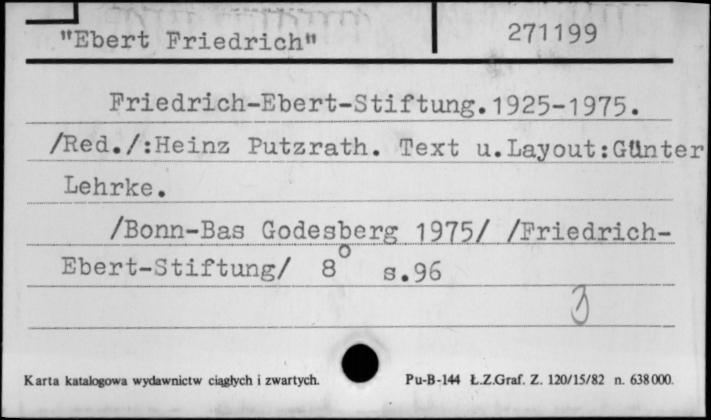 "Ebert Friedrich" 271199
Friedrich-Ebert-Stiftung.1925-1975.
/Red./:Heinz Putzrath. Text u.Layout:Günter
Lehrke.
/Bonn-Bas Godesberg 1975/ /Friedrich-
Ebert-Stiftung/ 8° s.96
Karta katalogowa wydawnictw ciągłych i zwartych. Pu-B-144 Ł.Z.Graf. Z. 120/15/82 n. 638000.